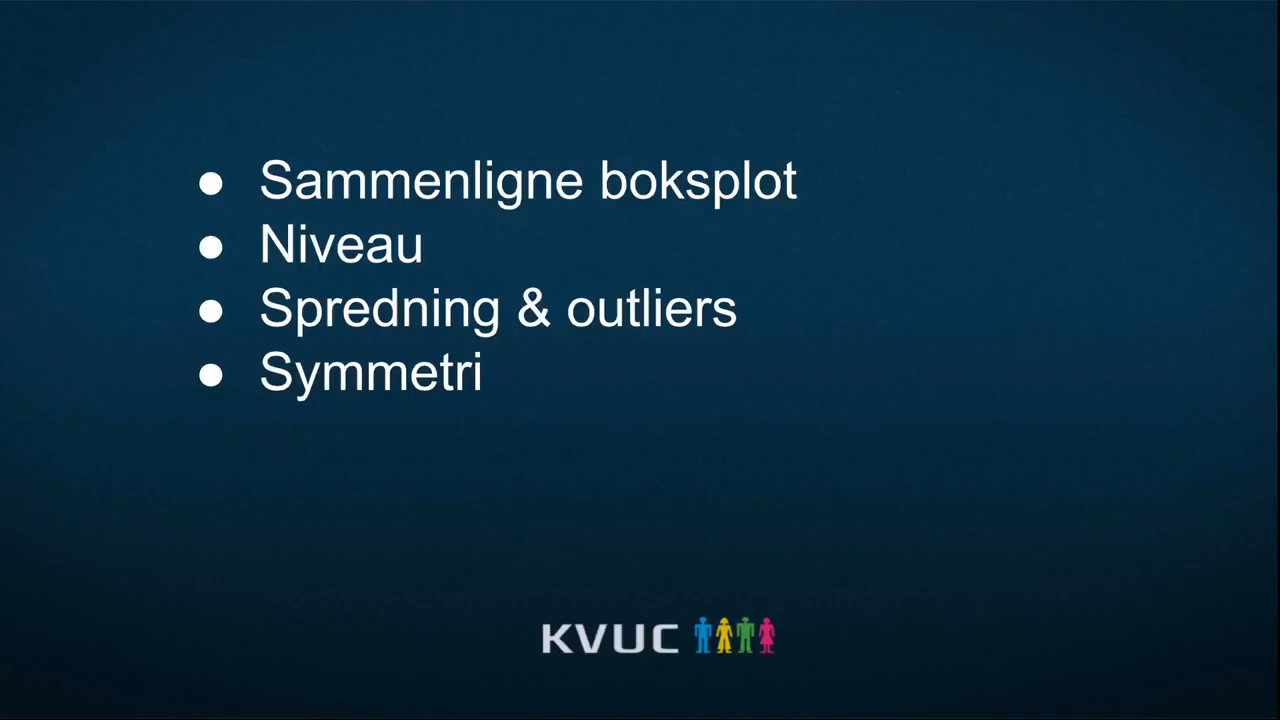 ● Sammenligne boksplot
● Niveau
● Spredning & outliers
● Symmetri
KVUC